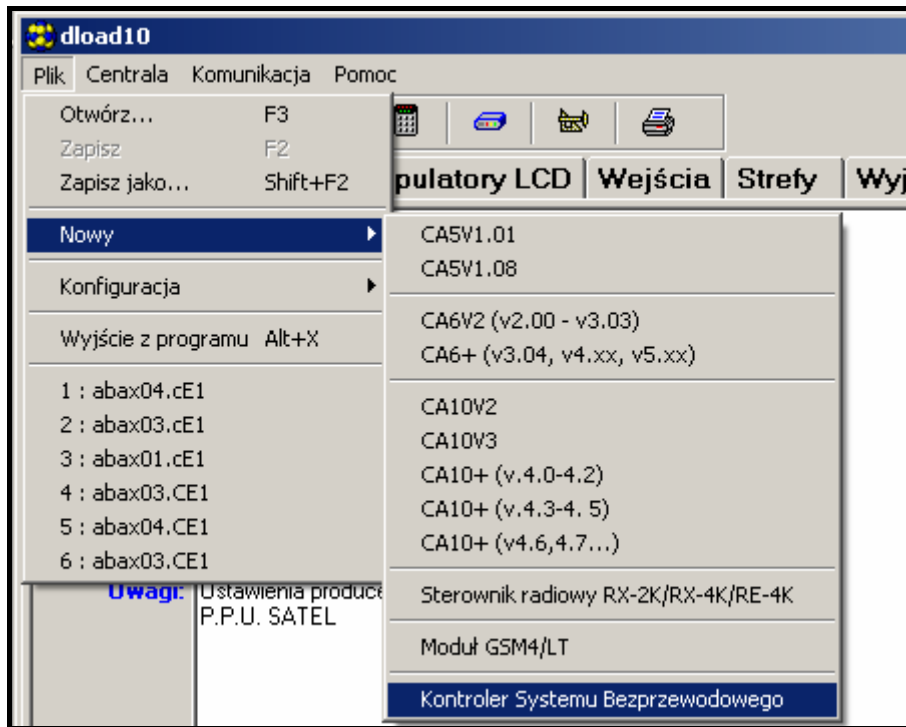 dload10
Plik Centrala Komunikacja Pomoc
Otwórz... F3
Zapisz F2
Zapisz jako... Shift+F2
pulatory LCD Wejścia Strefy Wyj
Nowy
Konfiguracja
Wyjście z programu Alt+X
1 : abax04.cE1
2 : abax03.cE1
3 : abax01.cE1
4 : abax03.CE1
5 : abax04.CE1
6 : abax03.CE1
CA5V1.01
CA5V1.08
CA6V2 (v2.00 - v3.03)
CA6+ (v3.04, v4.xx, v5.xx)
CA10V2
CA10V3
CA10+ (v.4.0-4.2)
CA10+ (v.4.3-4. 5)
CA10+ (v4.6,4.7...)
Sterownik radiowy RX-2K/RX-4K/RE-4K
Moduł GSM4/LT
Kontroler Systemu Bezprzewodowego
Uwagi: Ustawienia produce
P.P.U. SATEL